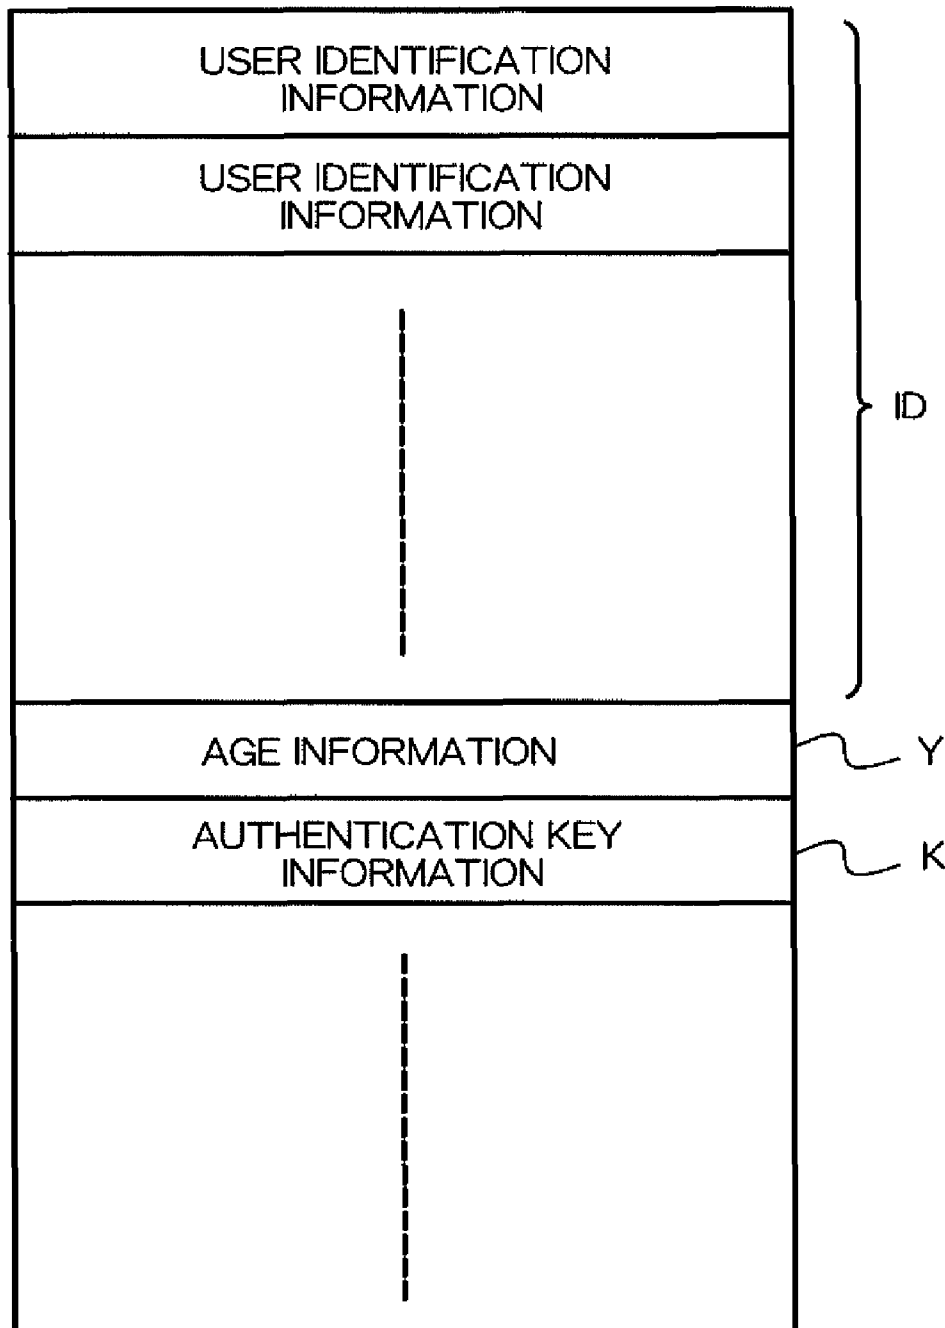 USER IDENTIFICATION
INFORMATION
USER IDENTIFICATION
INFORMATION
ID
AGE INFORMATION
Y
AUTHENTICATION KEY
INFORMATION
K